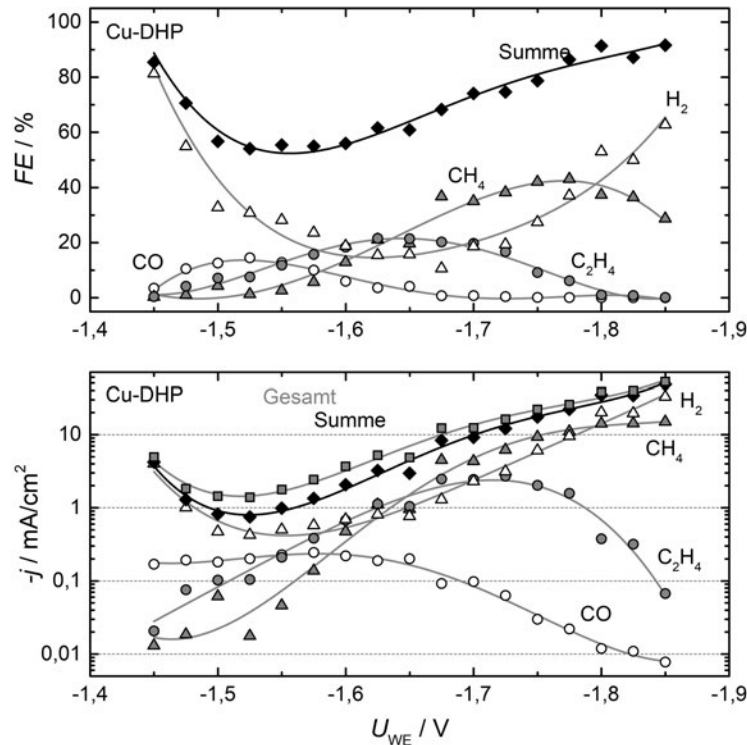 100
80
60
40
20
0
FE / %
Cu-DHP
Summe
H2
CH4
CO
C2H4
-1,4
-1,5
-1,6
-1,7
-1,8
-1,9
10
1
0,1
0,01
-j / mA/cm²
Cu-DHP
Gesamt
Summe
H2
CH4
C2H4
CO
-1,4
-1,5
-1,6
-1,7
-1,8
-1,9
UWE / V